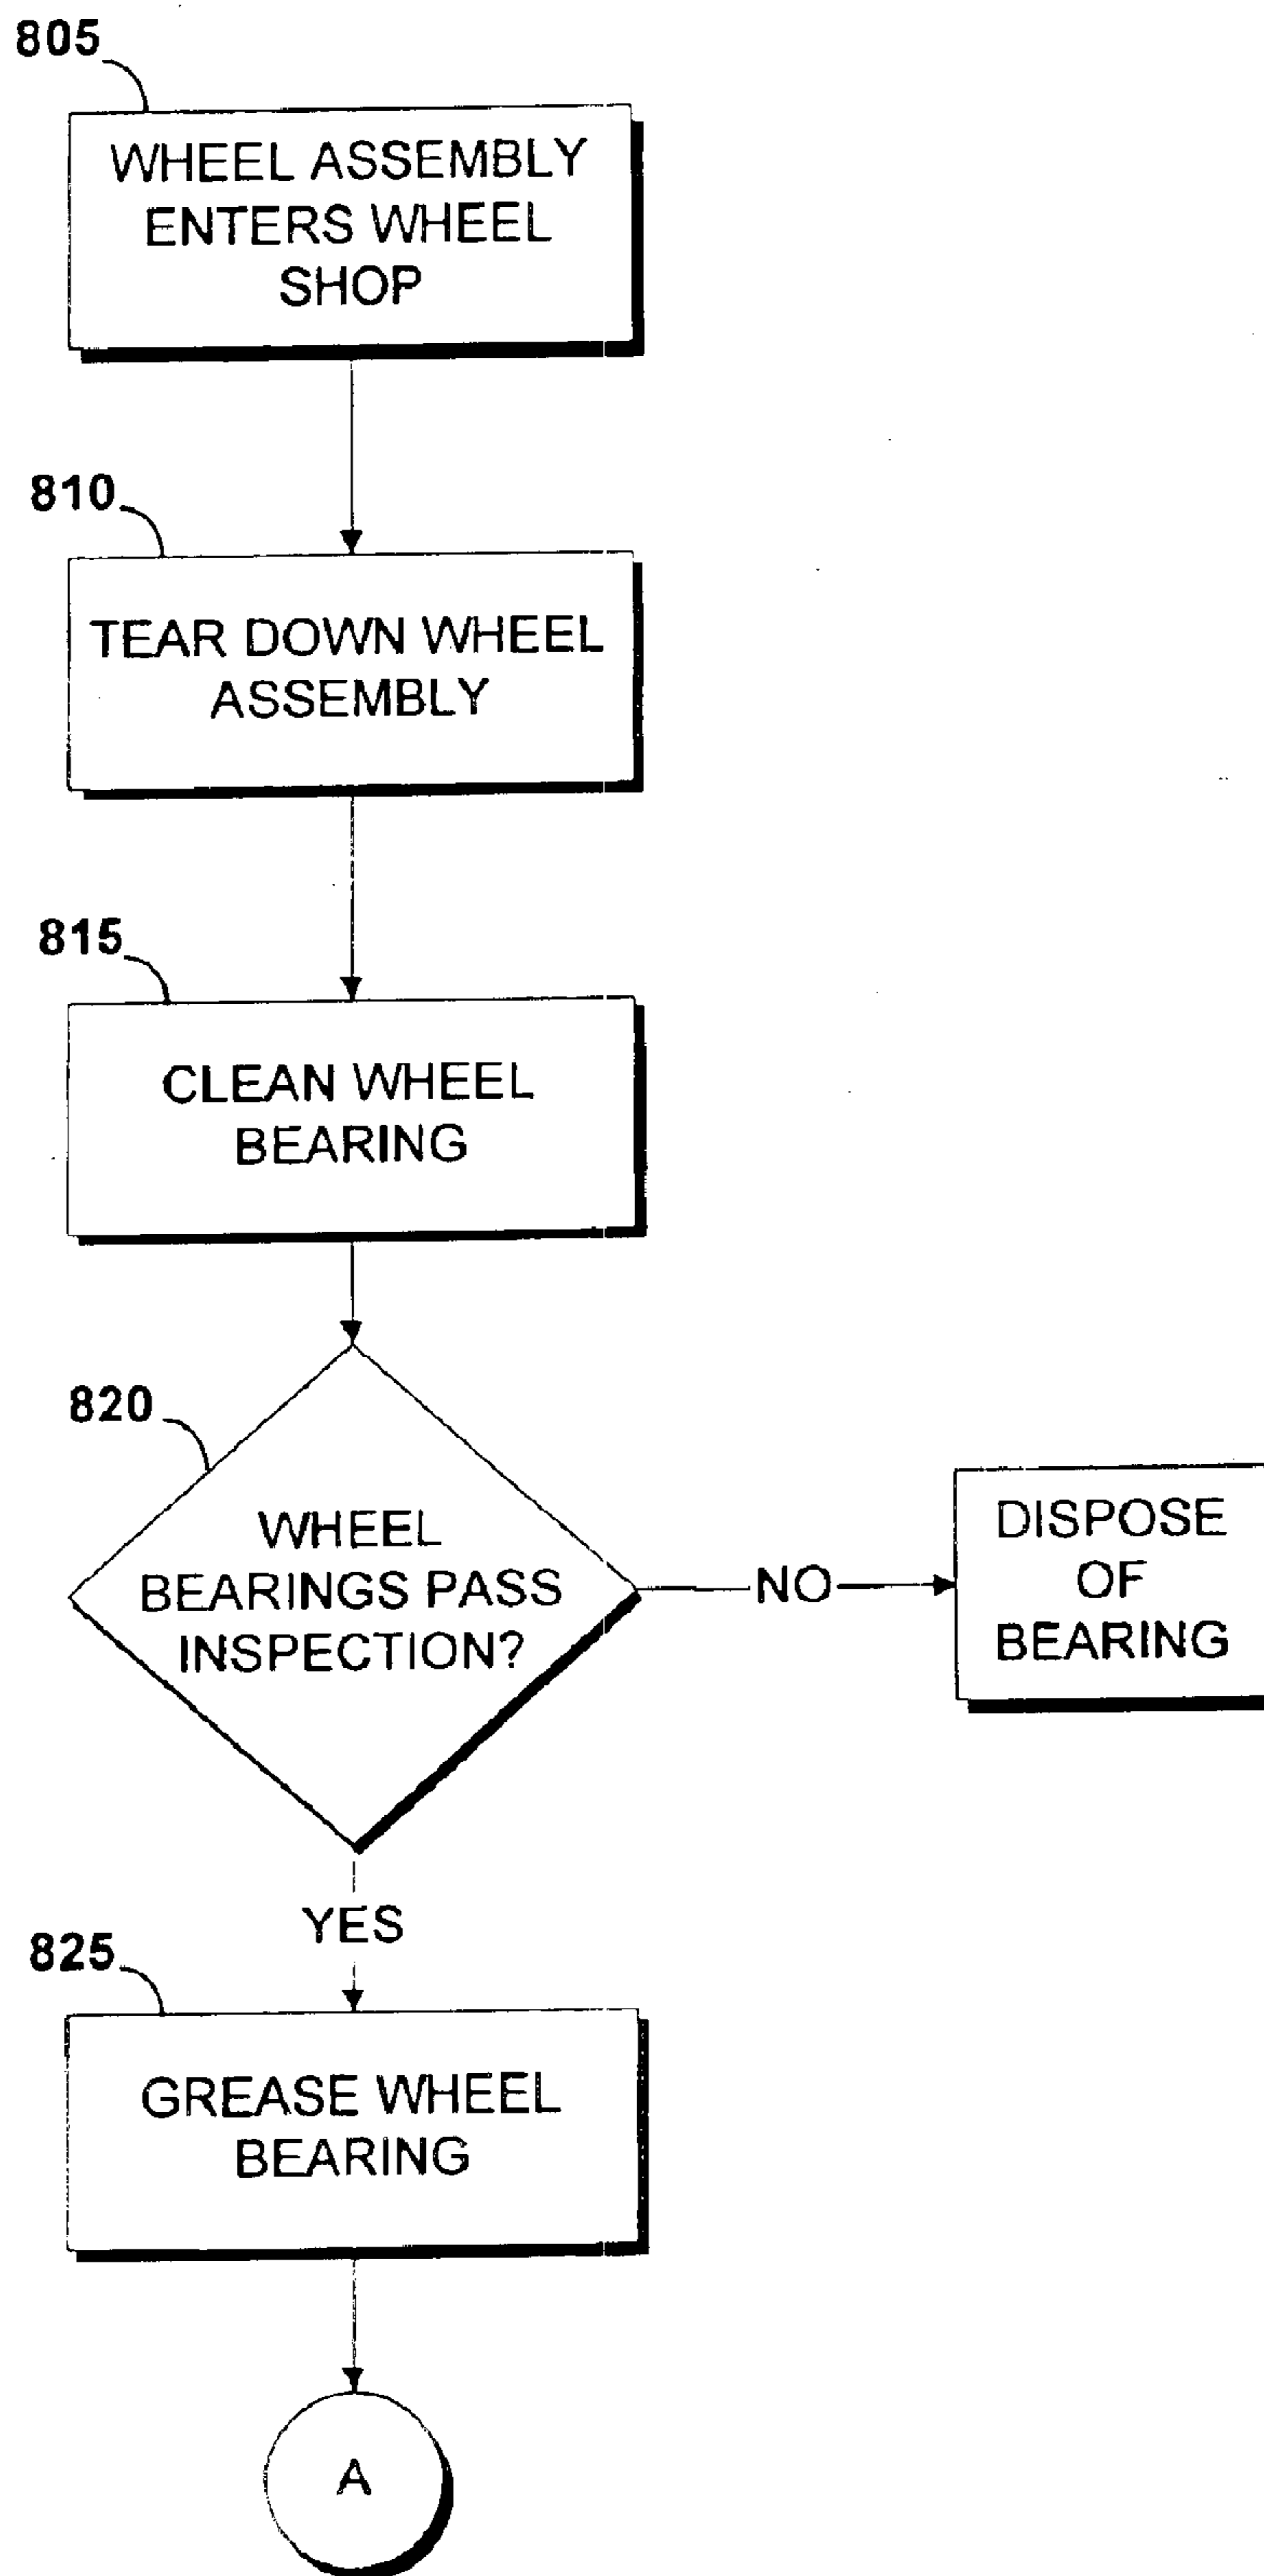 805
WHEEL ASSEMBLY
ENTERS WHEEL
SHOP
810
TEAR DOWN WHEEL
ASSEMBLY
815
CLEAN WHEEL
BEARING
820
WHEEL
BEARINGS PASS
INSPECTION?
NO
DISPOSE
OF
BEARING
YES
825
GREASE WHEEL
BEARING
A